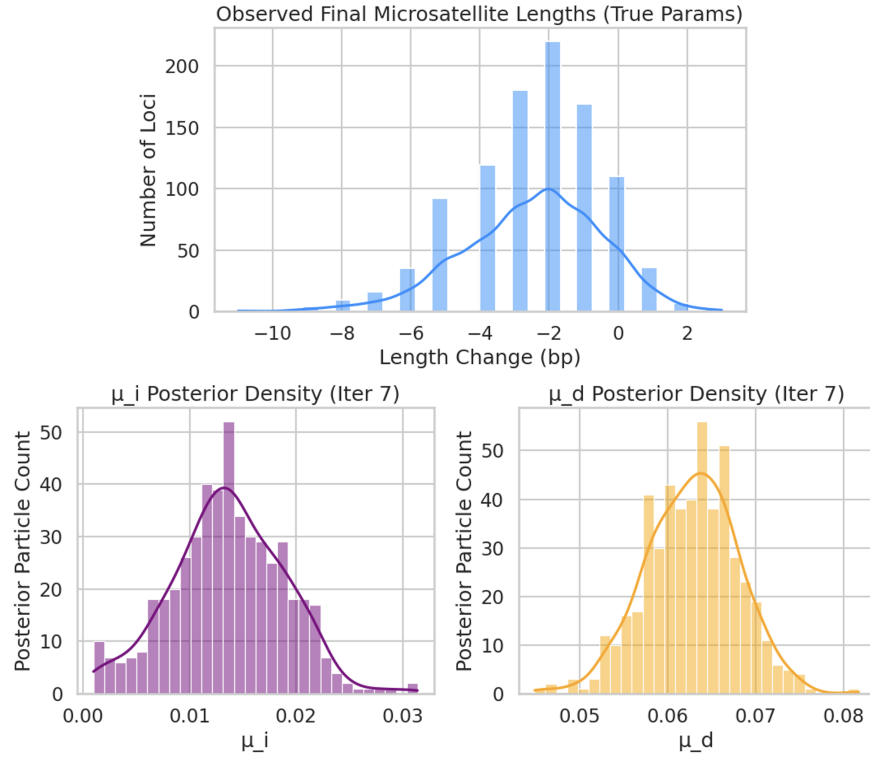 Observed Final Microsatellite Lengths (True Params)
Number of Loci
200
150
100
50
0
−10 −8 −6 −4 −2 0 2
Length Change (bp)
μ_i Posterior Density (Iter 7)
Posterior Particle Count
50
40
30
20
10
0
0.00 0.01 0.02 0.03
μ_i
μ_d Posterior Density (Iter 7)
Posterior Particle Count
50
40
30
20
10
0
0.05 0.06 0.07 0.08
μ_d